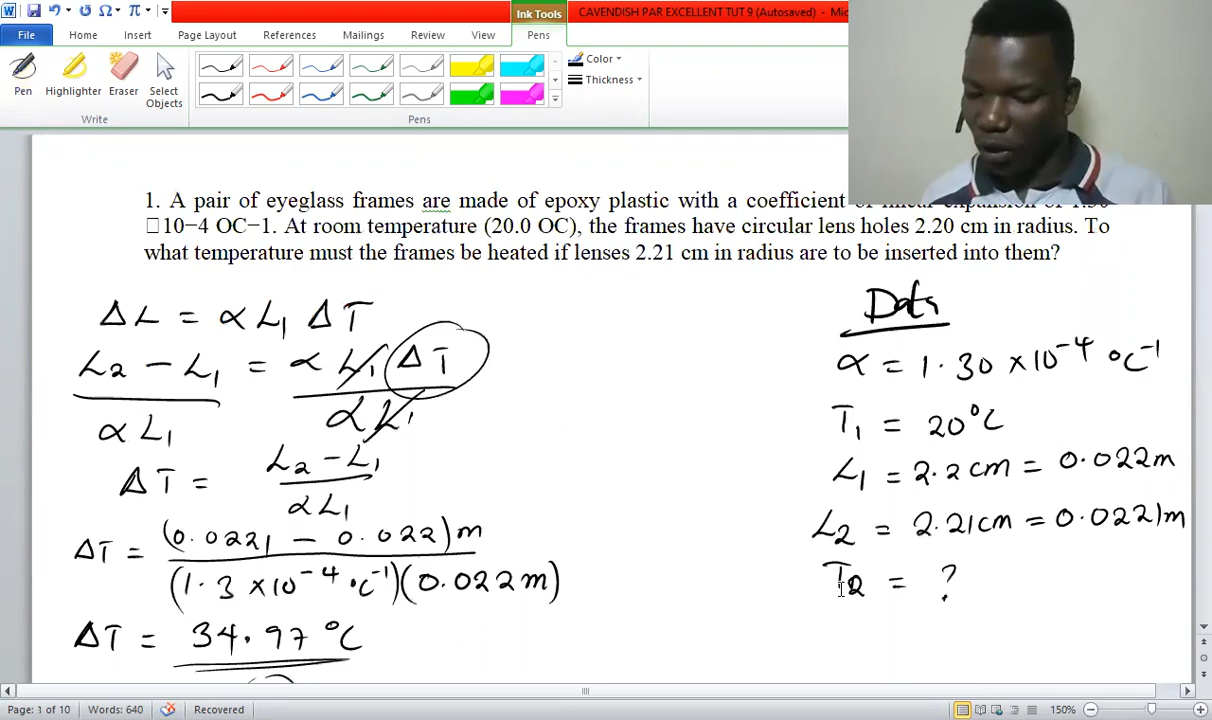 Ink Tools
CAVENDISH PAR EXCELLENT TUT 9 (Autosaved) - Mi
File Home Insert Page Layout References Mailings Review View Pens
Pen Highlighter Eraser Select Objects
Color
Thickness
Write
Pens
1. A pair of eyeglass frames are made of epoxy plastic with a coefficient
□10−4 OC−1. At room temperature (20.0 OC), the frames have circular lens holes 2.20 cm in radius. To
what temperature must the frames be heated if lenses 2.21 cm in radius are to be inserted into them?
ΔL = αL₁ ΔT
L₂ − L₁ = αL₁ ΔT
αL₁ αL₁
ΔT = L₂ − L₁
αL₁
ΔT = (0.0221 − 0.022)m
(1.3 ×10⁻⁴ °C⁻¹)(0.022m)
ΔT = 34.97 °C
Data
α = 1.30 ×10⁻⁴ °C⁻¹
T₁ = 20°C
L₁ = 2.2cm = 0.022m
L₂ = 2.21cm = 0.0221m
T₂ = ?
Page: 1 of 10 Words: 640 Recovered 150%